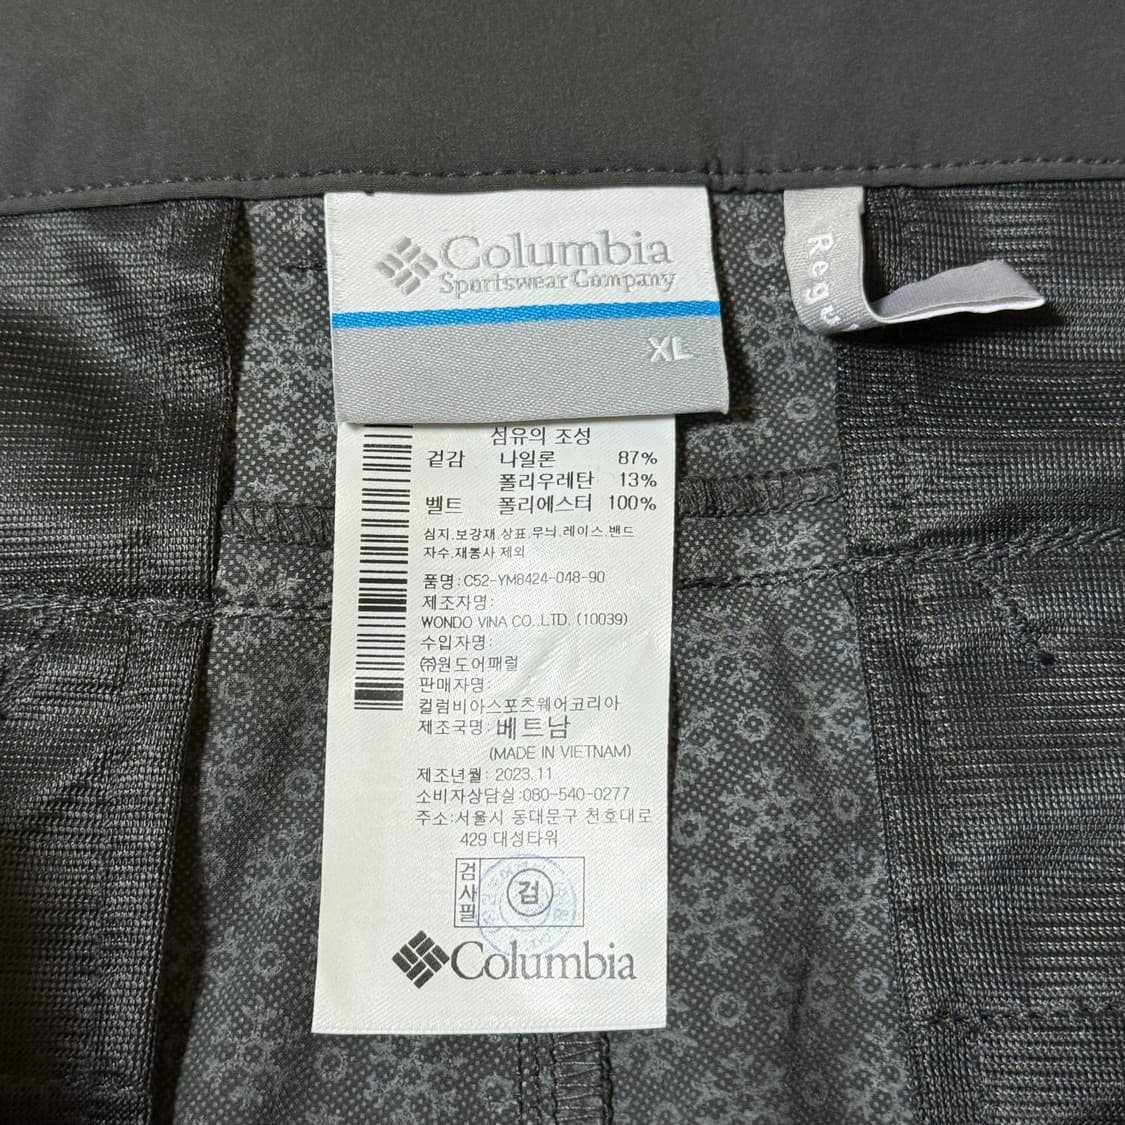 Columbia
Sportswear Company
XL
Regu
섬유의 조성
겉감 나일론 87%
폴리우레탄 13%
벨트 폴리에스터 100%
심지.보강재.상표.무늬.레이스.밴드
자수.재봉사 제외
품명:C52-YM8424-048-90
제조자명:
WONDO VINA CO.,LTD. (10039)
수입자명:
㈜원도어패럴
판매자명:
컬럼비아스포츠웨어코리아
제조국명:베트남
(MADE IN VIETNAM)
제조년월: 2023.11
소비자상담실:080-540-0277
주소:서울시 동대문구 천호대로
429 대성타워
검사필 검
Columbia